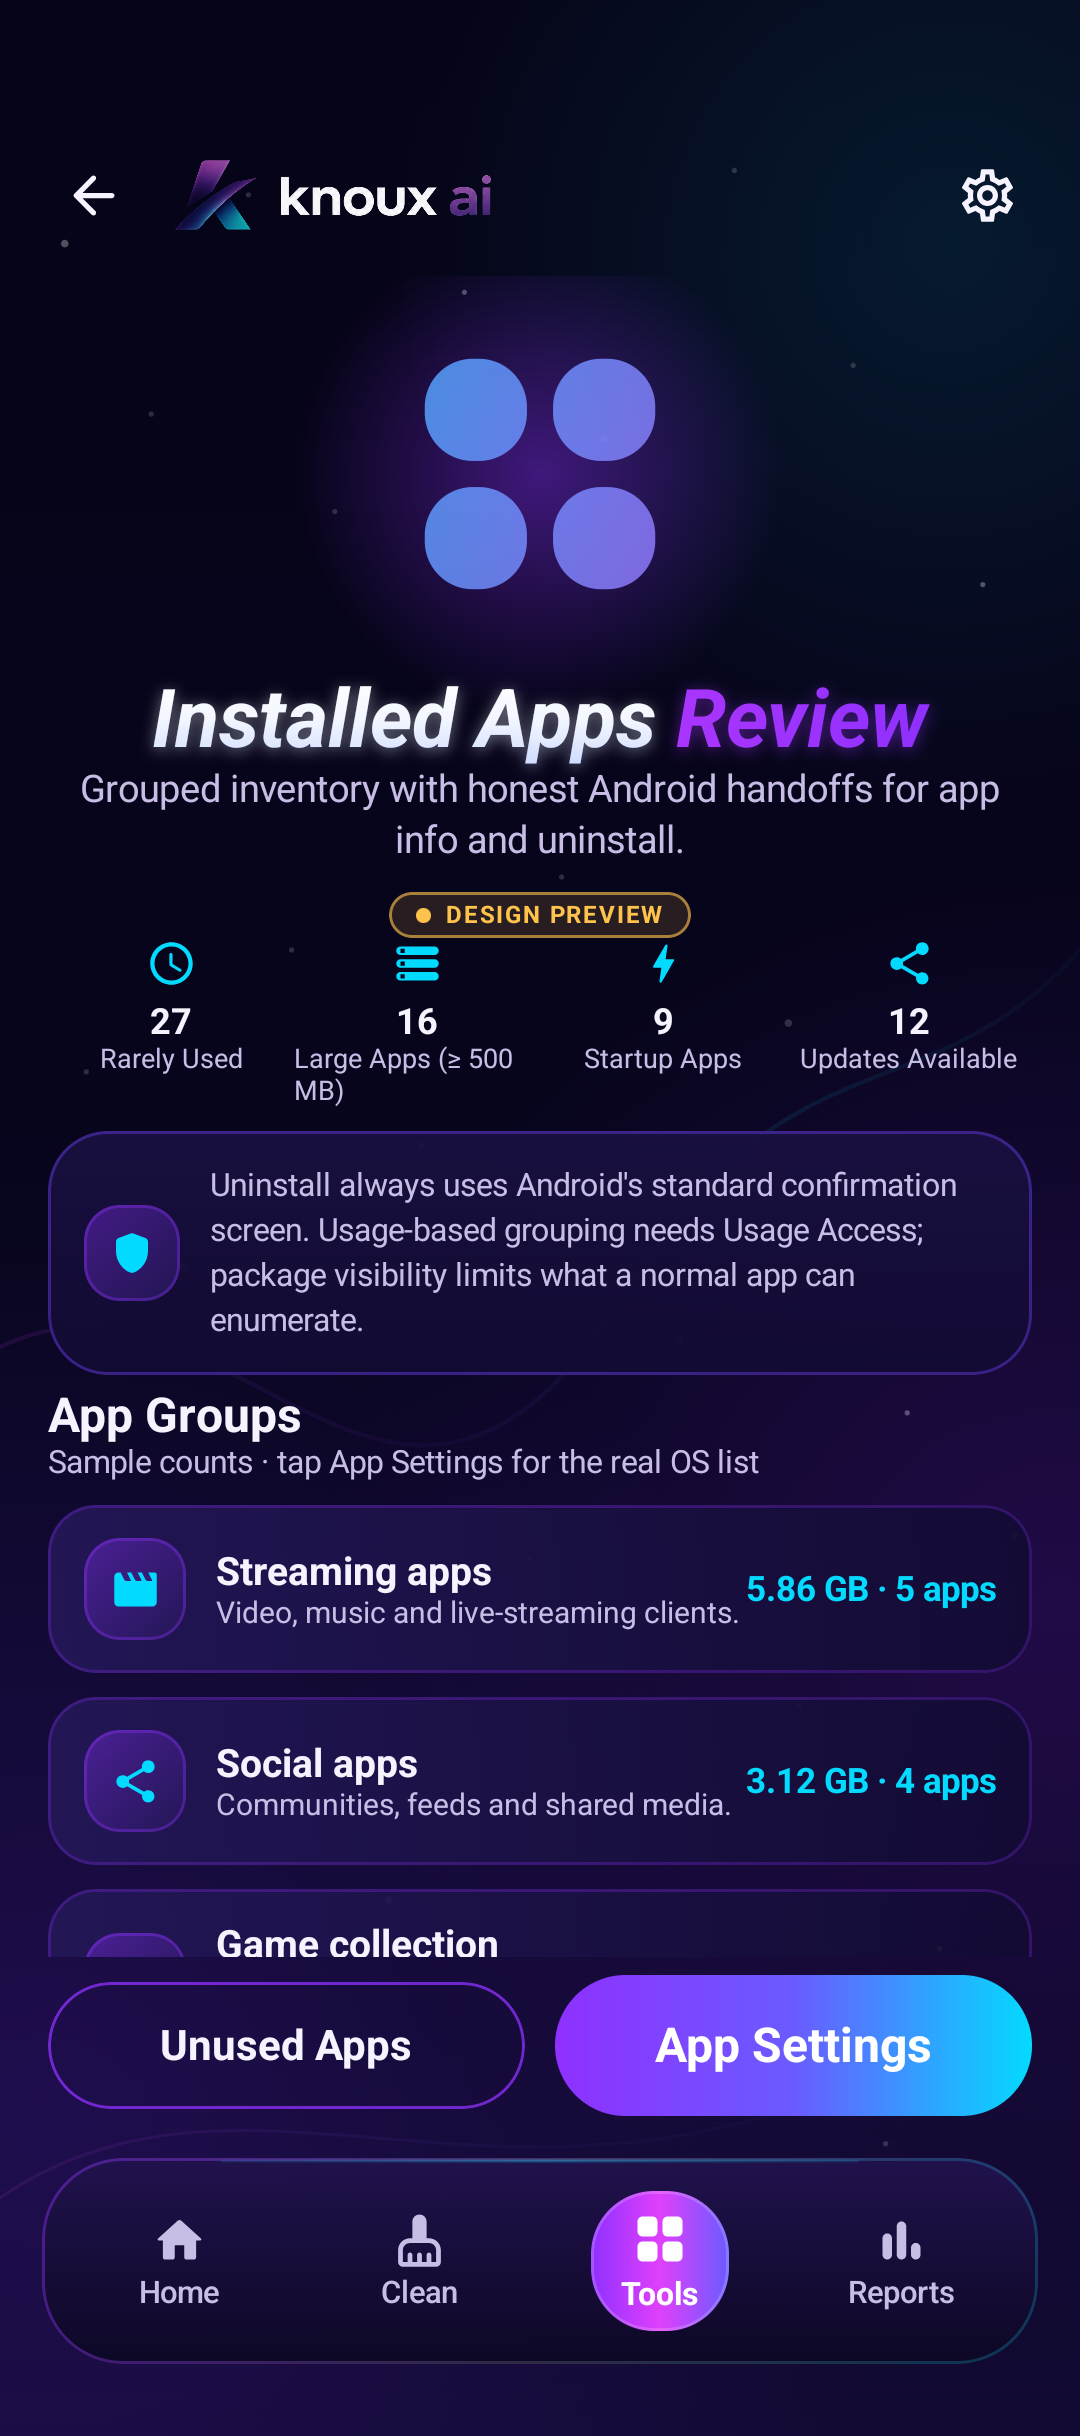 knoux ai
Installed Apps Review
Grouped inventory with honest Android handoffs for app
info and uninstall.
DESIGN PREVIEW
27
Rarely Used
16
Large Apps (≥ 500
MB)
9
Startup Apps
12
Updates Available
Uninstall always uses Android's standard confirmation
screen. Usage-based grouping needs Usage Access;
package visibility limits what a normal app can
enumerate.
App Groups
Sample counts · tap App Settings for the real OS list
Streaming apps
Video, music and live-streaming clients.
5.86 GB · 5 apps
Social apps
Communities, feeds and shared media.
3.12 GB · 4 apps
Game collection
Unused Apps
App Settings
Home
Clean
Tools
Reports